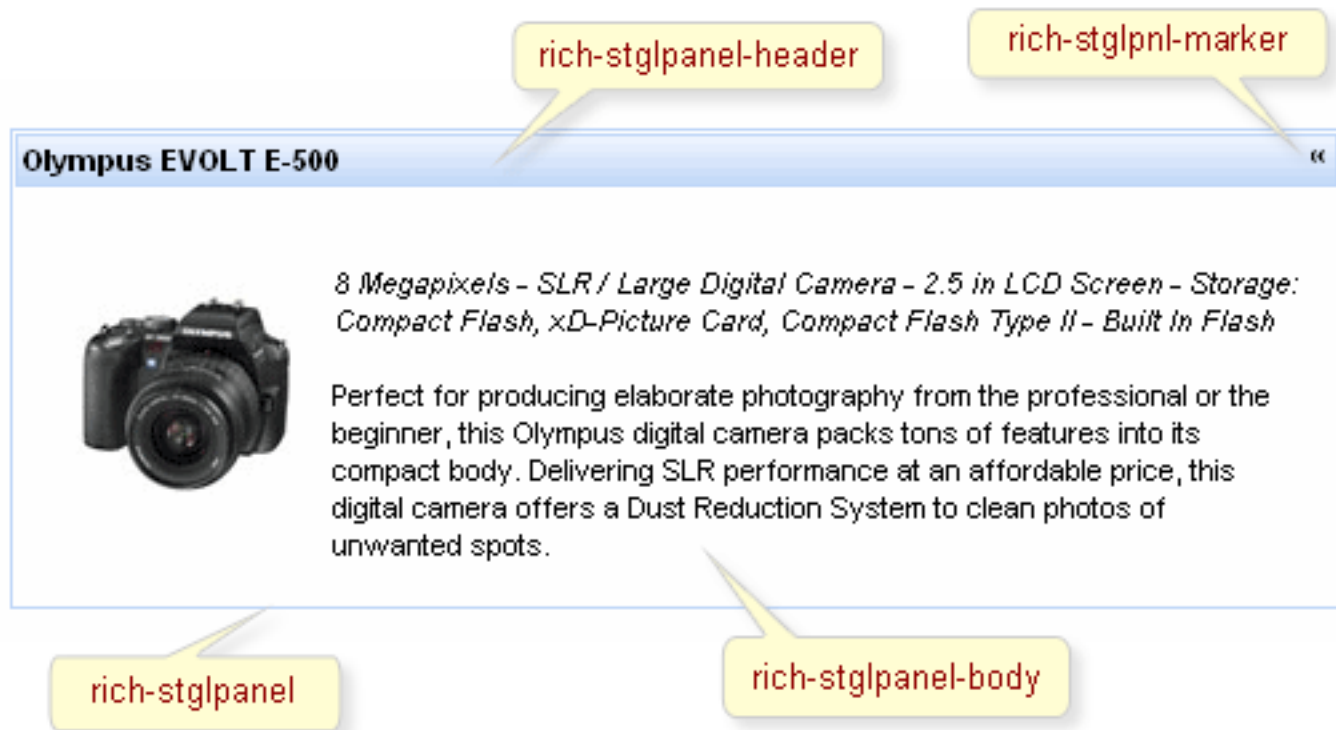 rich-stglpanel-header
rich-stglpnl-marker
Olympus EVOLT E-500
«
OLYMPUS
8 Megapixels - SLR / Large Digital Camera - 2.5 in LCD Screen - Storage:
Compact Flash, xD-Picture Card, Compact Flash Type II - Built In Flash
Perfect for producing elaborate photography from the professional or the
beginner, this Olympus digital camera packs tons of features into its
compact body. Delivering SLR performance at an affordable price, this
digital camera offers a Dust Reduction System to clean photos of
unwanted spots.
rich-stglpanel
rich-stglpanel-body